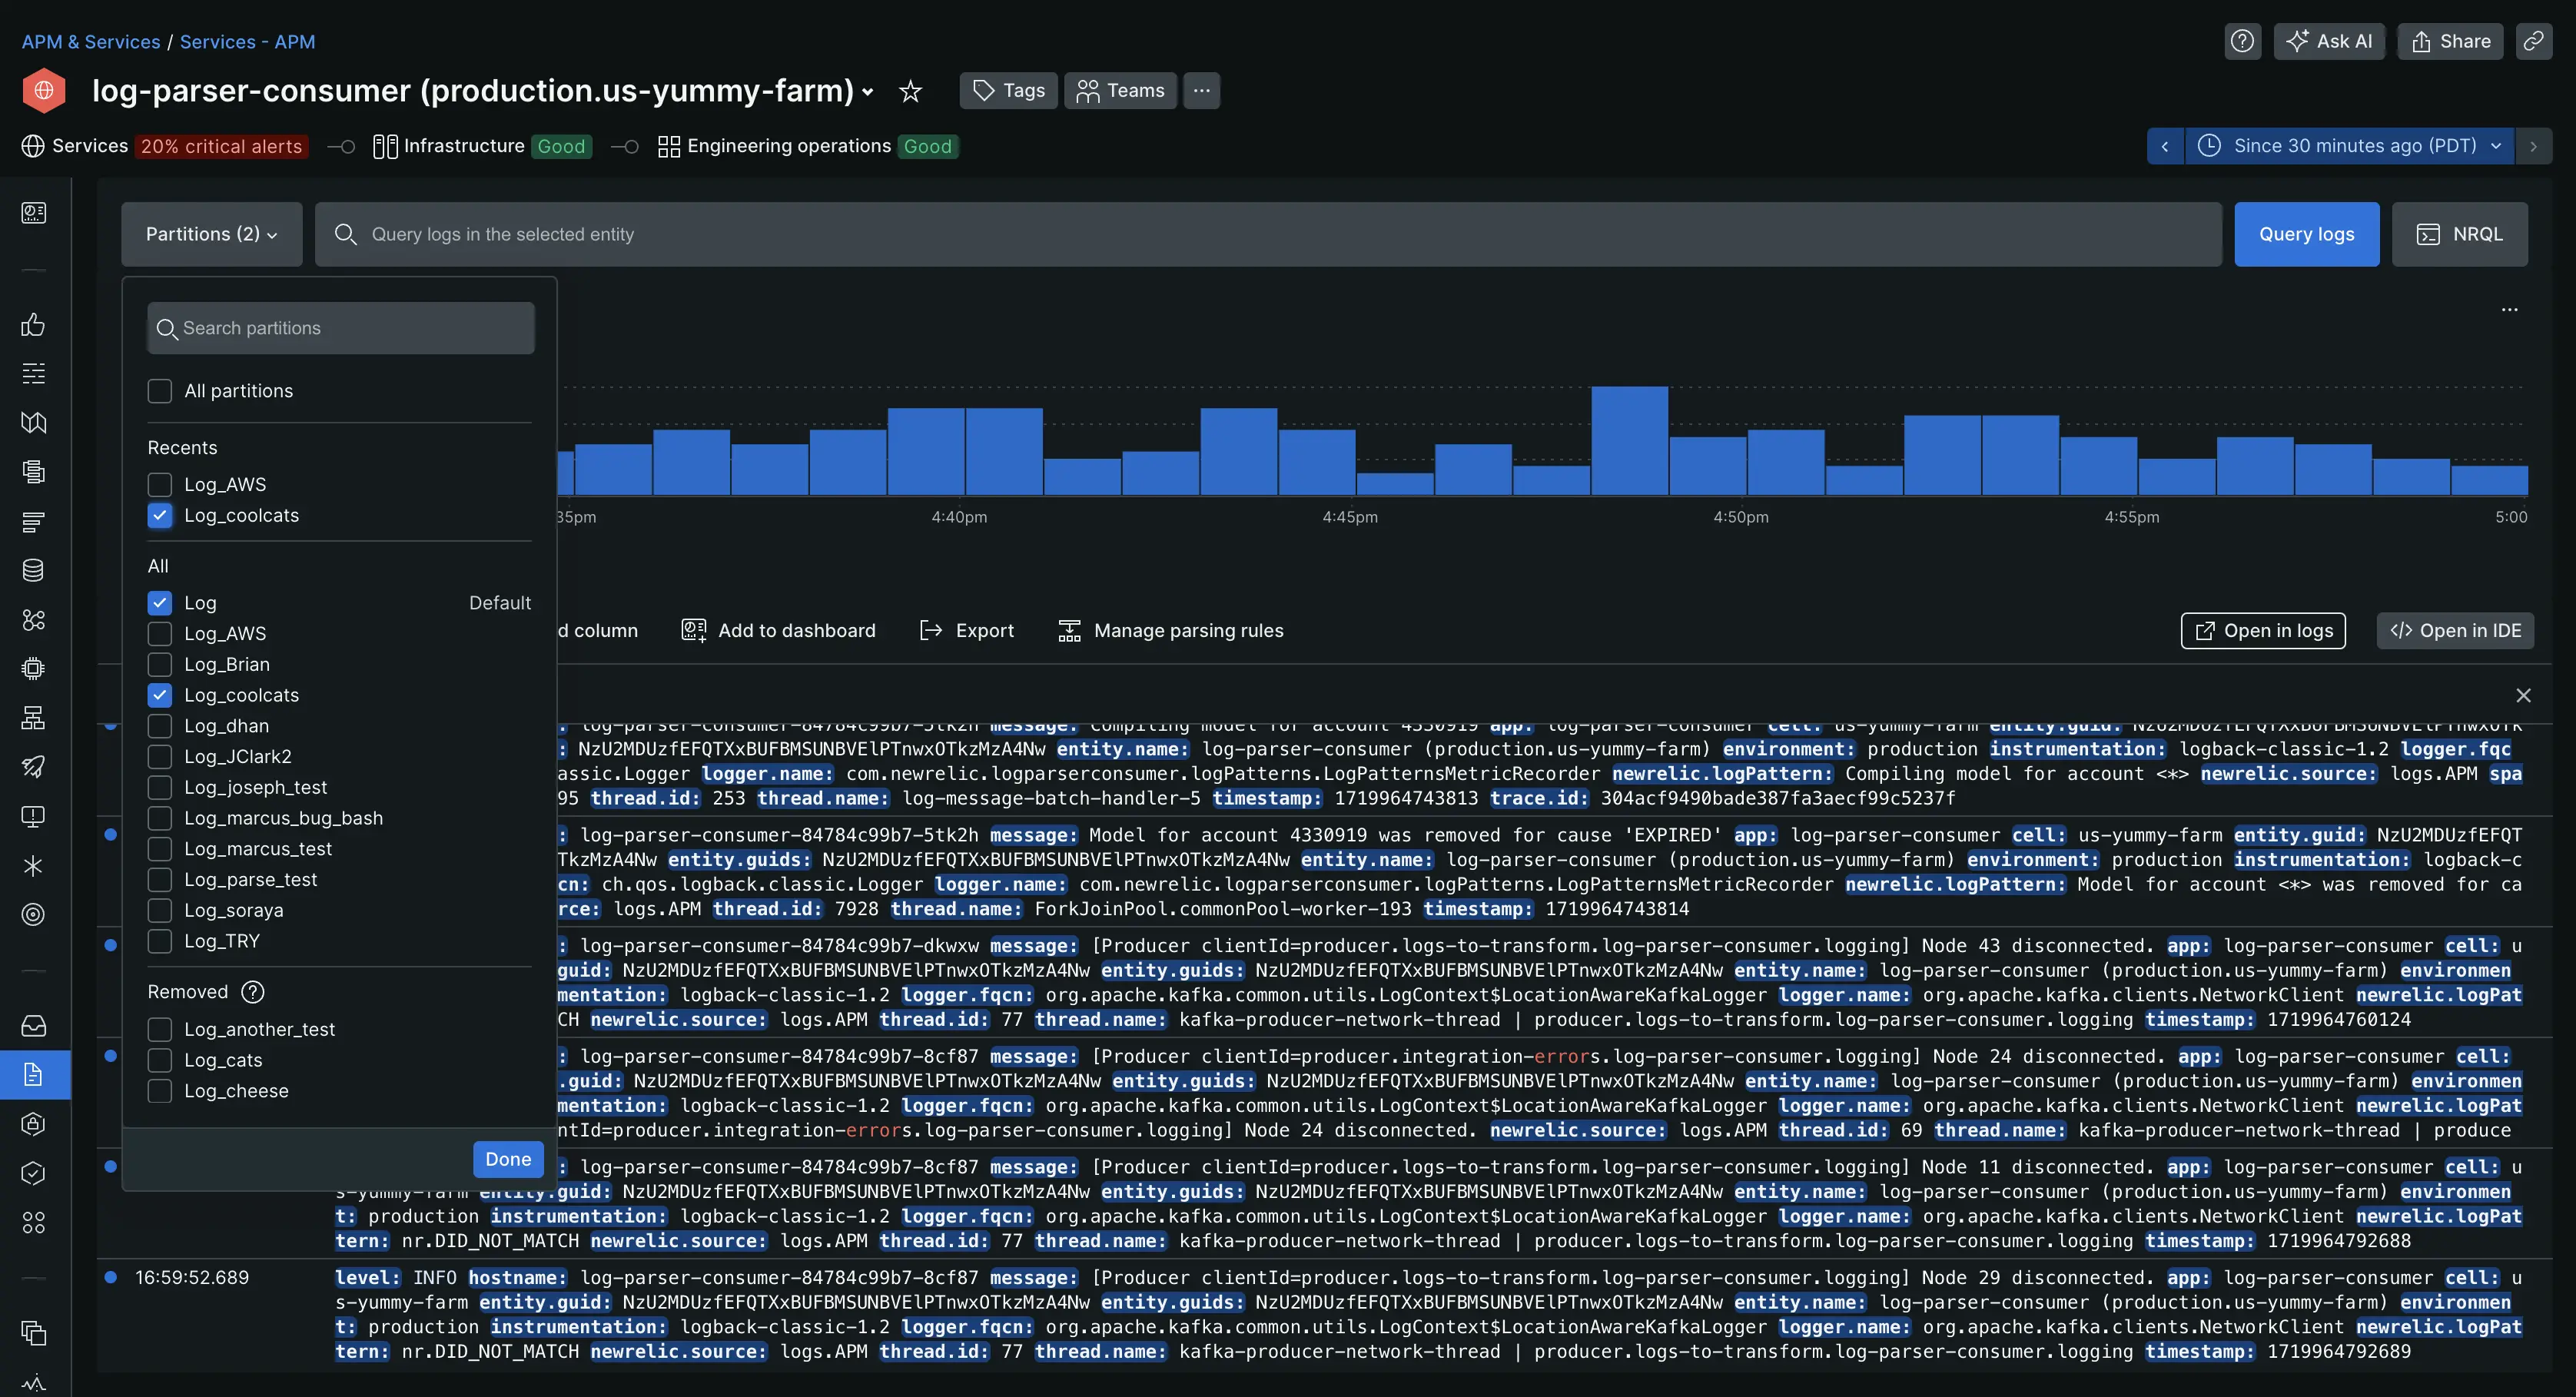 APM & Services / Services - APM
Ask AI
Share
log-parser-consumer (production.us-yummy-farm)
Tags
Teams
Services 20% critical alerts
Infrastructure Good
Engineering operations Good
Since 30 minutes ago (PDT)
Partitions (2)
Query logs in the selected entity
Query logs
NRQL
Search partitions
All partitions
Recents
Log_AWS
Log_coolcats
All
Log Default
Log_AWS
Log_Brian
Log_coolcats
Log_dhan
Log_JClark2
Log_joseph_test
Log_marcus_bug_bash
Log_marcus_test
Log_parse_test
Log_soraya
Log_TRY
Removed
Log_another_test
Log_cats
Log_cheese
Done
35pm 4:40pm 4:45pm 4:50pm 4:55pm 5:00
d column
Add to dashboard
Export
Manage parsing rules
Open in logs
Open in IDE
: log-parser-consumer-84784c99b7-5tk2h message: Compiling model for account 4330919 app: log-parser-consumer cell: us-yummy-farm entity.guid:
: NzU2MDUzfEFQTXxBUFBMSUNBVElPTnwxOTkzMzA4Nw entity.name: log-parser-consumer (production.us-yummy-farm) environment: production instrumentation: logback-classic-1.2 logger.fqc
assic.Logger logger.name: com.newrelic.logparserconsumer.logPatterns.LogPatternsMetricRecorder newrelic.logPattern: Compiling model for account <*> newrelic.source: logs.APM spa
95 thread.id: 253 thread.name: log-message-batch-handler-5 timestamp: 1719964743813 trace.id: 304acf9490bade387fa3aecf99c5237f
: log-parser-consumer-84784c99b7-5tk2h message: Model for account 4330919 was removed for cause 'EXPIRED' app: log-parser-consumer cell: us-yummy-farm entity.guid: NzU2MDUzfEFQT
TkzMzA4Nw entity.guids: NzU2MDUzfEFQTXxBUFBMSUNBVElPTnwxOTkzMzA4Nw entity.name: log-parser-consumer (production.us-yummy-farm) environment: production instrumentation: logback-c
cn: ch.qos.logback.classic.Logger logger.name: com.newrelic.logparserconsumer.logPatterns.LogPatternsMetricRecorder newrelic.logPattern: Model for account <*> was removed for ca
rce: logs.APM thread.id: 7928 thread.name: ForkJoinPool.commonPool-worker-193 timestamp: 1719964743814
: log-parser-consumer-84784c99b7-dkwxw message: [Producer clientId=producer.logs-to-transform.log-parser-consumer.logging] Node 43 disconnected. app: log-parser-consumer cell: u
guid: NzU2MDUzfEFQTXxBUFBMSUNBVElPTnwxOTkzMzA4Nw entity.guids: NzU2MDUzfEFQTXxBUFBMSUNBVElPTnwxOTkzMzA4Nw entity.name: log-parser-consumer (production.us-yummy-farm) environmen
mentation: logback-classic-1.2 logger.fqcn: org.apache.kafka.common.utils.LogContext$LocationAwareKafkaLogger logger.name: org.apache.kafka.clients.NetworkClient newrelic.logPat
CH newrelic.source: logs.APM thread.id: 77 thread.name: kafka-producer-network-thread | producer.logs-to-transform.log-parser-consumer.logging timestamp: 1719964760124
: log-parser-consumer-84784c99b7-8cf87 message: [Producer clientId=producer.integration-errors.log-parser-consumer.logging] Node 24 disconnected. app: log-parser-consumer cell:
.guid: NzU2MDUzfEFQTXxBUFBMSUNBVElPTnwxOTkzMzA4Nw entity.guids: NzU2MDUzfEFQTXxBUFBMSUNBVElPTnwxOTkzMzA4Nw entity.name: log-parser-consumer (production.us-yummy-farm) environmen
mentation: logback-classic-1.2 logger.fqcn: org.apache.kafka.common.utils.LogContext$LocationAwareKafkaLogger logger.name: org.apache.kafka.clients.NetworkClient newrelic.logPat
ntId=producer.integration-errors.log-parser-consumer.logging] Node 24 disconnected. newrelic.source: logs.APM thread.id: 69 thread.name: kafka-producer-network-thread | produce
: log-parser-consumer-84784c99b7-8cf87 message: [Producer clientId=producer.logs-to-transform.log-parser-consumer.logging] Node 11 disconnected. app: log-parser-consumer cell: u
s-yummy-farm entity.guid: NzU2MDUzfEFQTXxBUFBMSUNBVElPTnwxOTkzMzA4Nw entity.guids: NzU2MDUzfEFQTXxBUFBMSUNBVElPTnwxOTkzMzA4Nw entity.name: log-parser-consumer (production.us-yummy-farm) environmen
t: production instrumentation: logback-classic-1.2 logger.fqcn: org.apache.kafka.common.utils.LogContext$LocationAwareKafkaLogger logger.name: org.apache.kafka.clients.NetworkClient newrelic.logPat
tern: nr.DID_NOT_MATCH newrelic.source: logs.APM thread.id: 77 thread.name: kafka-producer-network-thread | producer.logs-to-transform.log-parser-consumer.logging timestamp: 1719964792688
16:59:52.689 level: INFO hostname: log-parser-consumer-84784c99b7-8cf87 message: [Producer clientId=producer.logs-to-transform.log-parser-consumer.logging] Node 29 disconnected. app: log-parser-consumer cell: u
s-yummy-farm entity.guid: NzU2MDUzfEFQTXxBUFBMSUNBVElPTnwxOTkzMzA4Nw entity.guids: NzU2MDUzfEFQTXxBUFBMSUNBVElPTnwxOTkzMzA4Nw entity.name: log-parser-consumer (production.us-yummy-farm) environmen
t: production instrumentation: logback-classic-1.2 logger.fqcn: org.apache.kafka.common.utils.LogContext$LocationAwareKafkaLogger logger.name: org.apache.kafka.clients.NetworkClient newrelic.logPat
tern: nr.DID_NOT_MATCH newrelic.source: logs.APM thread.id: 77 thread.name: kafka-producer-network-thread | producer.logs-to-transform.log-parser-consumer.logging timestamp: 1719964792689